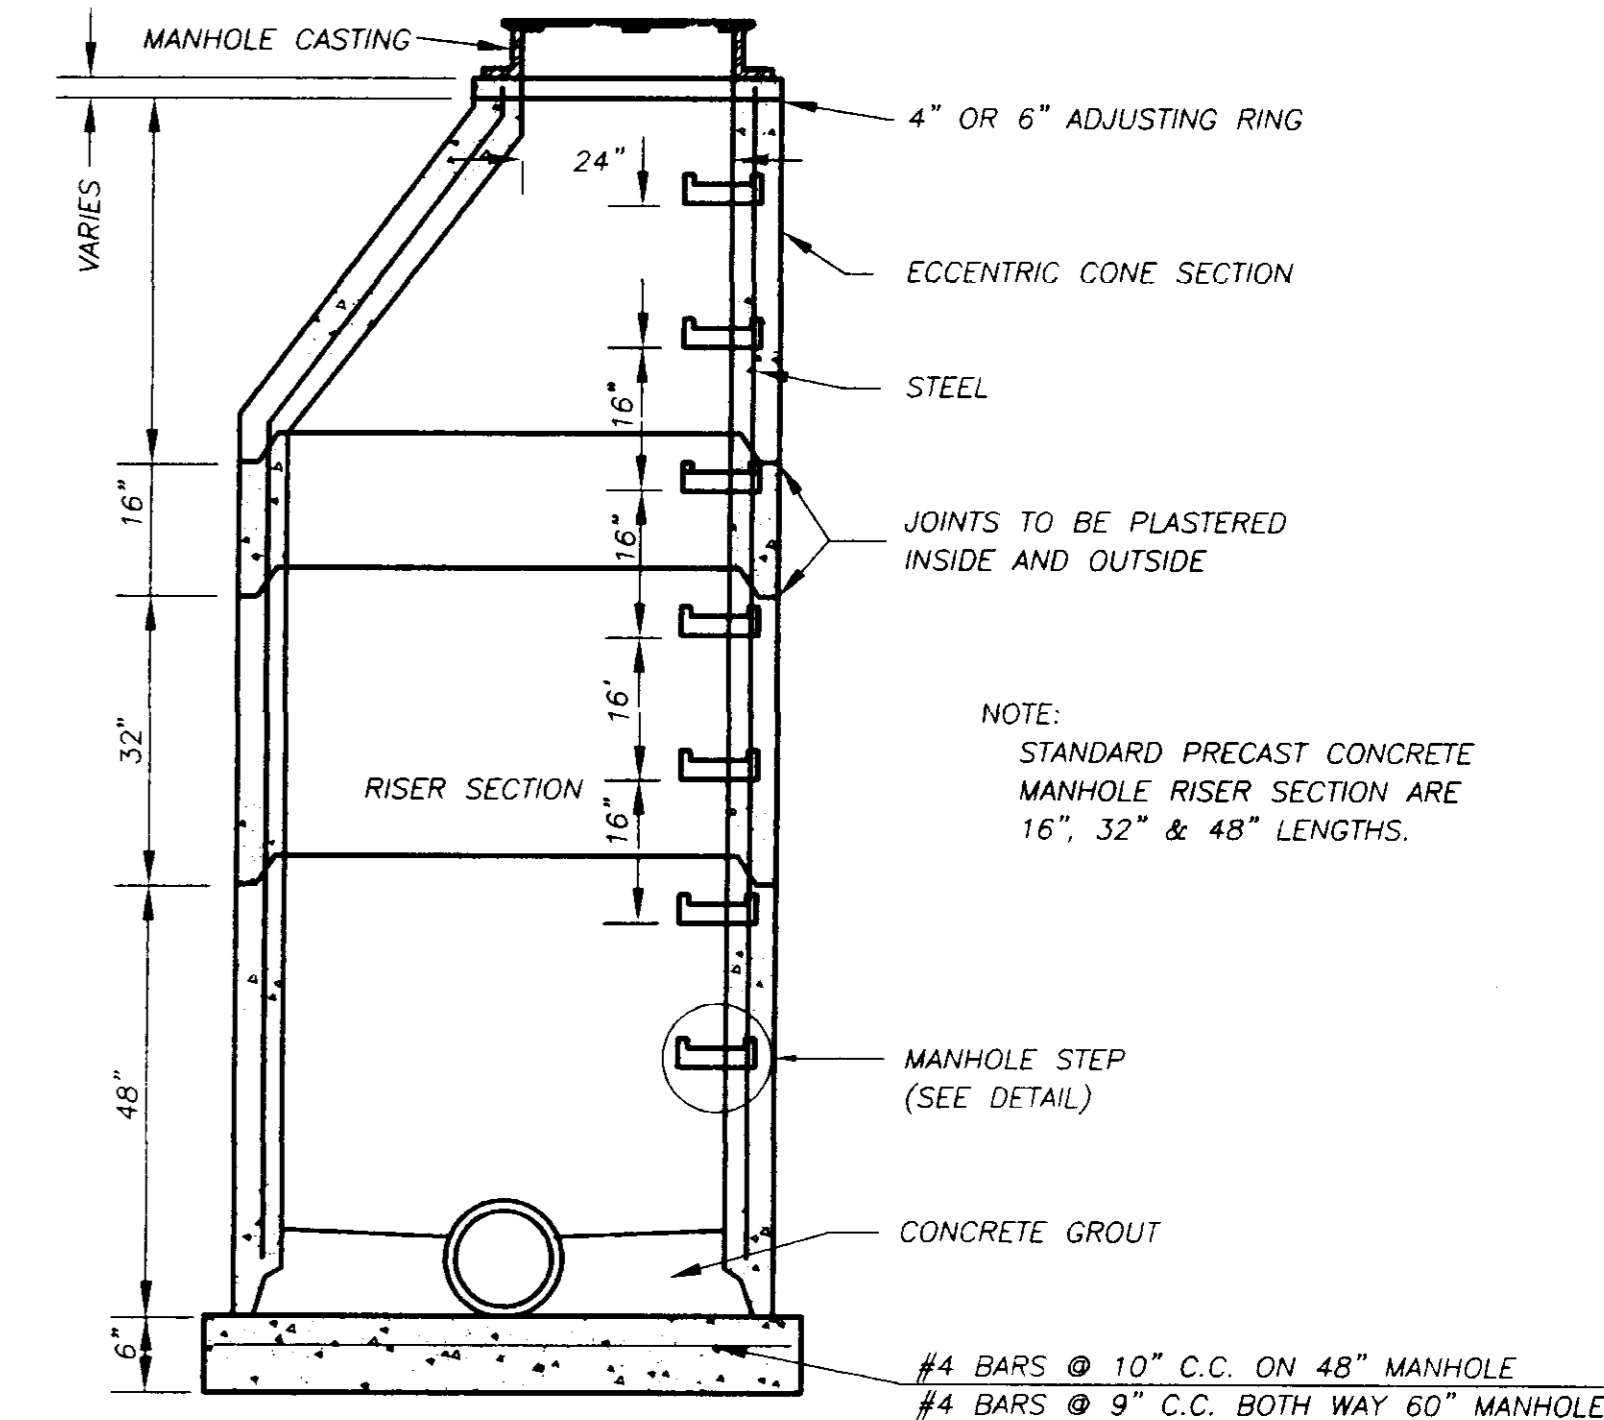 MANHOLE CASTING
4" OR 6" ADJUSTING RING
24"
VARIES
ECCENTRIC CONE SECTION
STEEL
16"
16"
16"
JOINTS TO BE PLASTERED
INSIDE AND OUTSIDE
16'
32"
NOTE:
STANDARD PRECAST CONCRETE
MANHOLE RISER SECTION ARE
16", 32" & 48" LENGTHS.
RISER SECTION
16"
MANHOLE STEP
(SEE DETAIL)
48"
CONCRETE GROUT
6"
#4 BARS @ 10" C.C. ON 48" MANHOLE
#4 BARS @ 9" C.C. BOTH WAY 60" MANHOLE